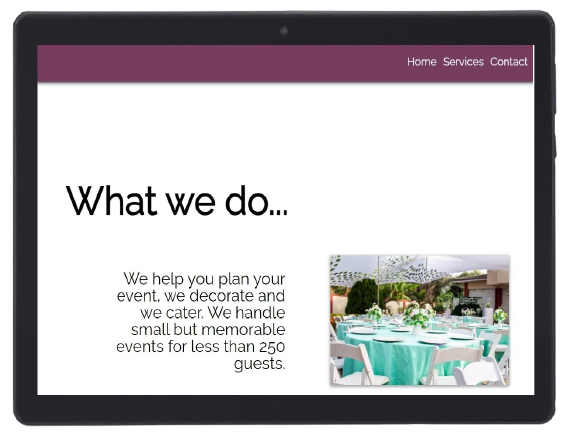 Home Services Contact
What we do...
We help you plan your
event, we decorate and
we cater. We handle
small but memorable
events for less than 250
guests.